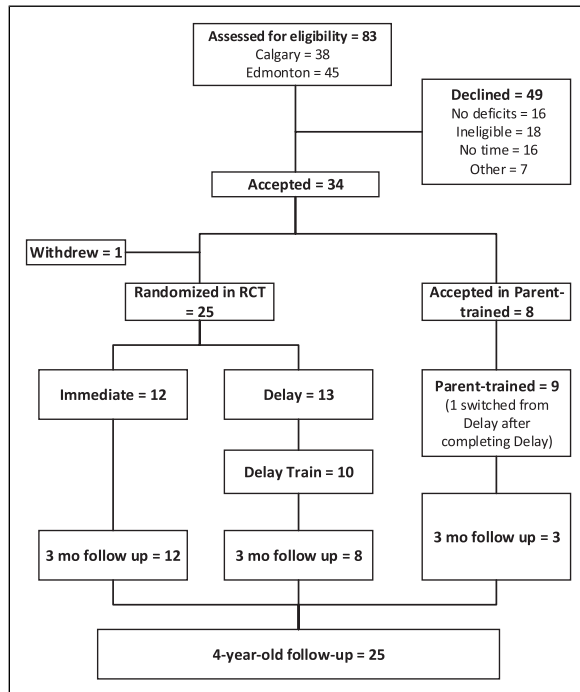 Assessed for eligibility = 83
Calgary = 38
Edmonton = 45
Declined = 49
No deficits = 16
Ineligible = 18
No time = 16
Other = 7
Accepted = 34
Withdrew = 1
Randomized in RCT
= 25
Accepted in Parent-
trained = 8
Immediate = 12
Delay = 13
Parent-trained = 9
(1 switched from
Delay after
completing Delay)
Delay Train = 10
3 mo follow up = 12
3 mo follow up = 8
3 mo follow up = 3
4-year-old follow-up = 25